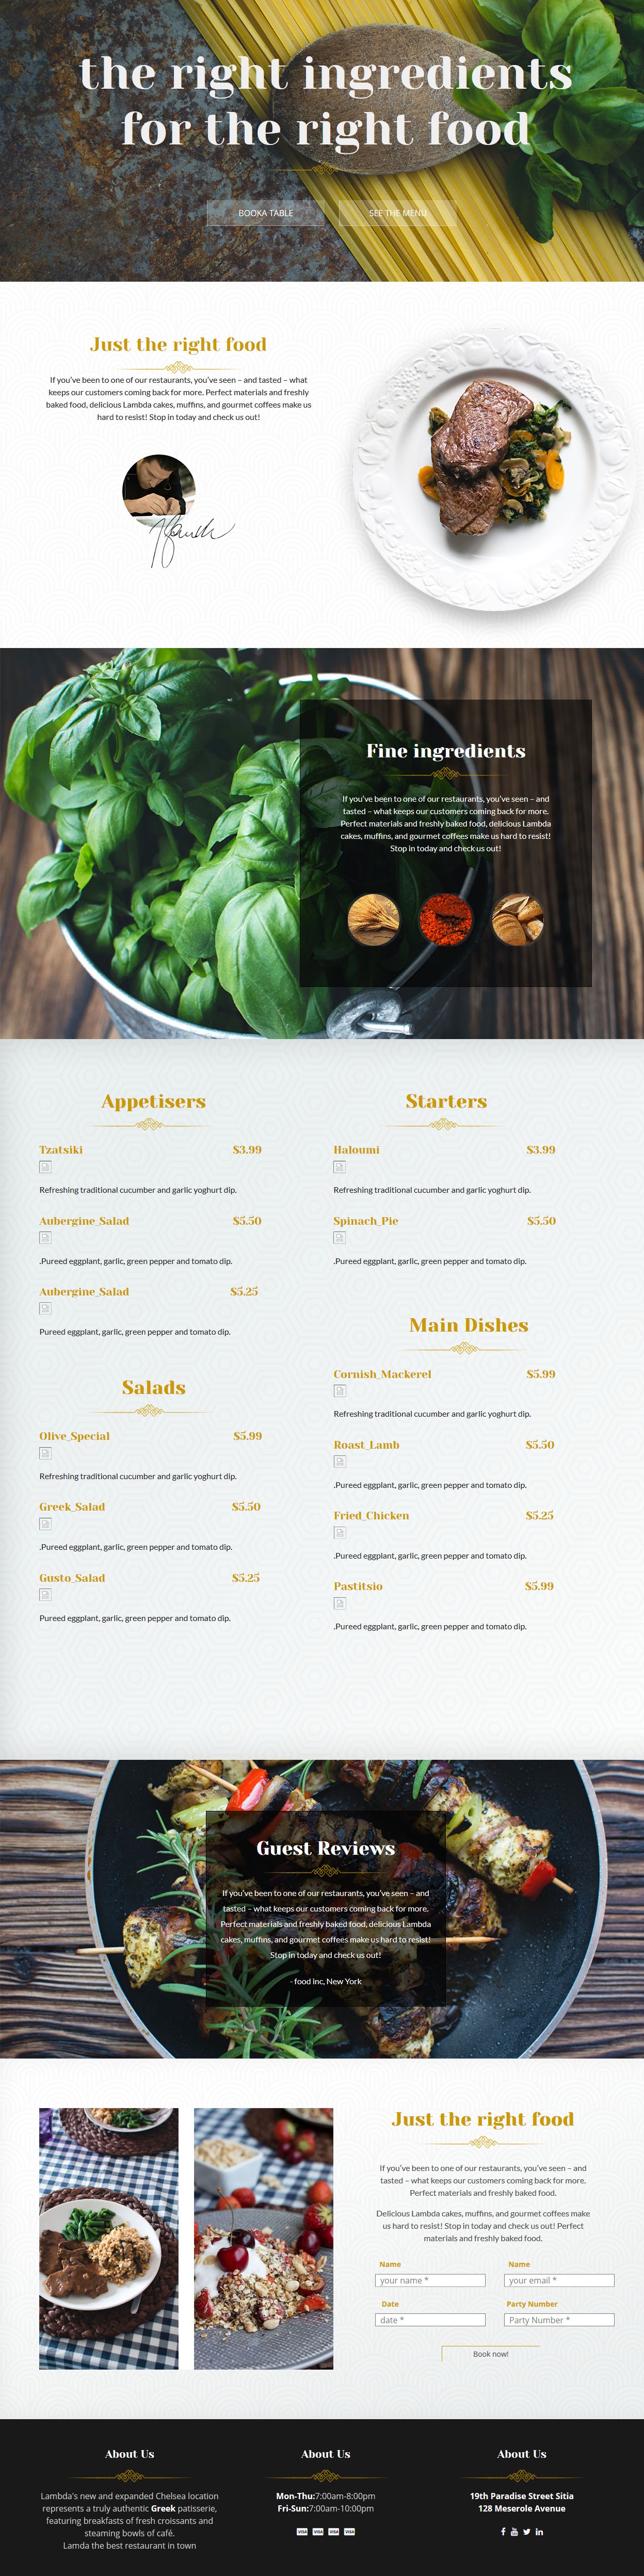 the right ingredients
for the right food
BOOKA TABLE
SEE THE MENU
Just the right food
If you've been to one of our restaurants, you've seen – and tasted – what
keeps our customers coming back for more. Perfect materials and freshly
baked food, delicious Lambda cakes, muffins, and gourmet coffees make us
hard to resist! Stop in today and check us out!
Fine ingredients
If you've been to one of our restaurants, you've seen – and
tasted – what keeps our customers coming back for more.
Perfect materials and freshly baked food, delicious Lambda
cakes, muffins, and gourmet coffees make us hard to resist!
Stop in today and check us out!
Appetisers
Tzatsiki $3.99
Refreshing traditional cucumber and garlic yoghurt dip.
Aubergine_Salad $5.50
.Pureed eggplant, garlic, green pepper and tomato dip.
Aubergine_Salad $5.25
Pureed eggplant, garlic, green pepper and tomato dip.
Salads
Olive_Special $5.99
Refreshing traditional cucumber and garlic yoghurt dip.
Greek_Salad $5.50
.Pureed eggplant, garlic, green pepper and tomato dip.
Gusto_Salad $5.25
Pureed eggplant, garlic, green pepper and tomato dip.
Starters
Haloumi $3.99
Refreshing traditional cucumber and garlic yoghurt dip.
Spinach_Pie $5.50
.Pureed eggplant, garlic, green pepper and tomato dip.
Main Dishes
Cornish_Mackerel $5.99
Refreshing traditional cucumber and garlic yoghurt dip.
Roast_Lamb $5.50
.Pureed eggplant, garlic, green pepper and tomato dip.
Fried_Chicken $5.25
.Pureed eggplant, garlic, green pepper and tomato dip.
Pastitsio $5.99
.Pureed eggplant, garlic, green pepper and tomato dip.
Guest Reviews
If you've been to one of our restaurants, you've seen – and
tasted – what keeps our customers coming back for more.
Perfect materials and freshly baked food, delicious Lambda
cakes, muffins, and gourmet coffees make us hard to resist!
Stop in today and check us out!
- food inc, New York
Just the right food
If you've been to one of our restaurants, you've seen – and
tasted – what keeps our customers coming back for more.
Perfect materials and freshly baked food.
Delicious Lambda cakes, muffins, and gourmet coffees make
us hard to resist! Stop in today and check us out! Perfect
materials and freshly baked food.
Name Name
your name * your email *
Date Party Number
date * Party Number *
Book now!
About Us
Lambda's new and expanded Chelsea location
represents a truly authentic Greek patisserie,
featuring breakfasts of fresh croissants and
steaming bowls of café.
Lamda the best restaurant in town
About Us
Mon-Thu:7:00am-8:00pm
Fri-Sun:7:00am-10:00pm
VISA VISA VISA VISA
About Us
19th Paradise Street Sitia
128 Meserole Avenue